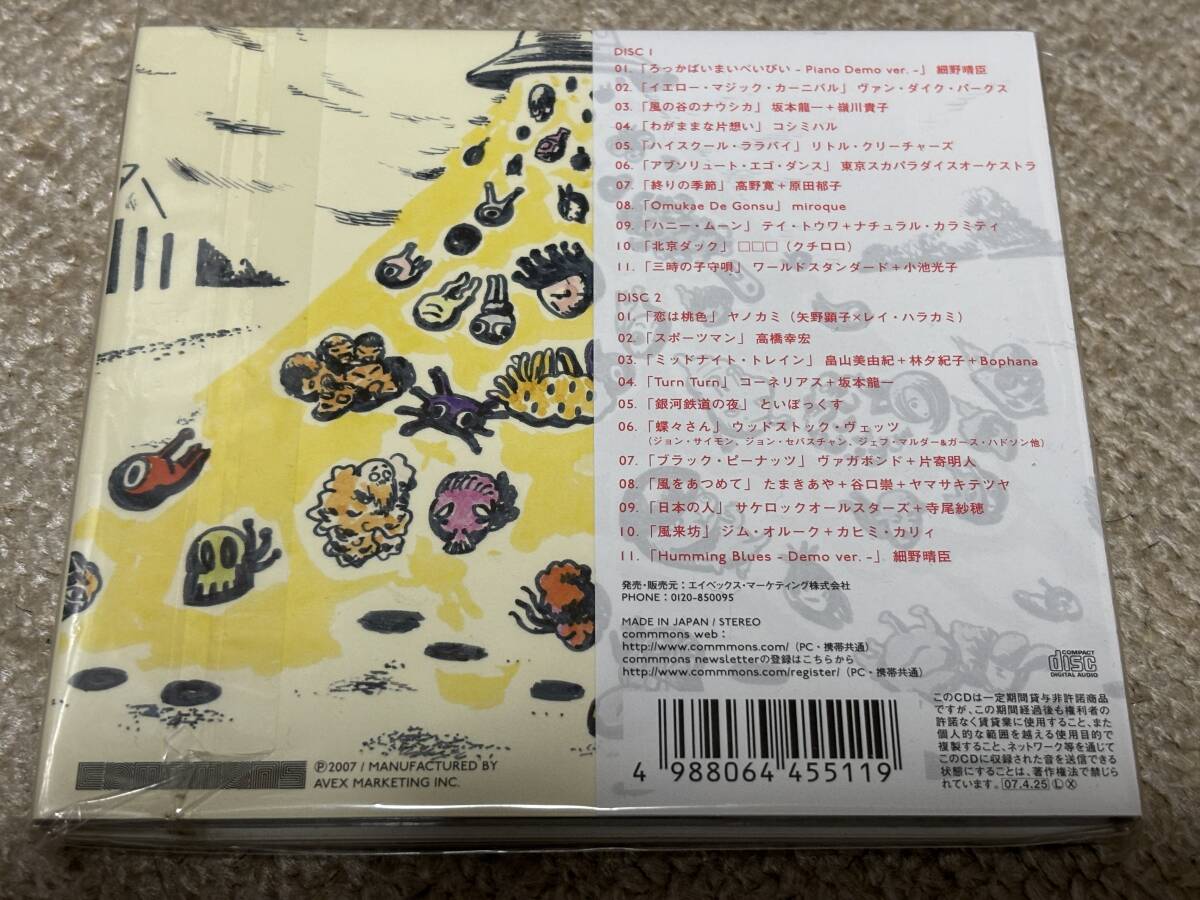 DISC 1
01.「ろっかばいまいべいびい - Piano Demo ver. -」 細野晴臣
02.「イエロー・マジック・カーニバル」 ヴァン・ダイク・パークス
03.「風の谷のナウシカ」 坂本龍一+嶺川貴子
04.「わがままな片想い」 コシミハル
05.「ハイスクール・ララバイ」 リトル・クリーチャーズ
06.「アブソリュート・エゴ・ダンス」 東京スカパラダイスオーケストラ
07.「終りの季節」 高野寛+原田郁子
08.「Omukae De Gonsu」 miroque
09.「ハニー・ムーン」 テイ・トウワ+ナチュラル・カラミティ
10.「北京ダック」 □□□(クチロロ)
11.「三時の子守唄」 ワールドスタンダード+小池光子
DISC 2
01.「恋は桃色」 ヤノカミ(矢野顕子×レイ・ハラカミ)
02.「スポーツマン」 高橋幸宏
03.「ミッドナイト・トレイン」 畠山美由紀+林夕紀子+Bophana
04.「Turn Turn」 コーネリアス+坂本龍一
05.「銀河鉄道の夜」 といぼっくす
06.「蝶々さん」 ウッドストック・ヴェッツ
(ジョン・サイモン、ジョン・セバスチャン、ジェフ・マルダー&ガース・ハドソン他)
07.「ブラック・ピーナッツ」 ヴァガボンド+片寄明人
08.「風をあつめて」 たまきあや+谷口崇+ヤマサキテツヤ
09.「日本の人」 サケロックオールスターズ+寺尾紗穂
10.「風来坊」 ジム・オルーク+カヒミ・カリィ
11.「Humming Blues - Demo ver. -」 細野晴臣
発売・販売元:エイベックス・マーケティング株式会社
PHONE:0120-850095
MADE IN JAPAN / STEREO
commmons web:
http://www.commmons.com/(PC・携帯共通)
commmons newsletterの登録はこちらから
http://www.commmons.com/register/(PC・携帯共通)
COMPACT
disc
DIGITAL AUDIO
このCDは一定期間貸与非許諾商品
ですが、この期間経過後も権利者の
許諾なく賃貸業に使用すること、また
個人的な範囲を越える使用目的で
複製すること、ネットワーク等を通じて
このCDに収録された音を送信できる
状態にすることは、著作権法で禁じら
れています。 07.4.25 Ⓛ Ⓧ
4 988064 455119
commmons
Ⓟ2007 / MANUFACTURED BY
AVEX MARKETING INC.